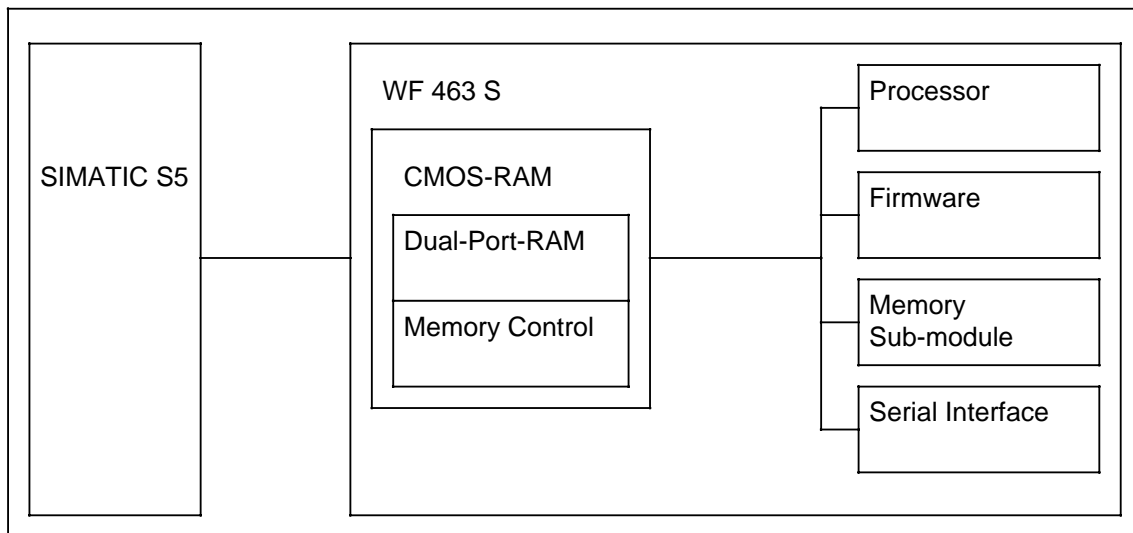 SIMATIC S5
WF 463 S
CMOS-RAM
Dual-Port-RAM
Memory Control
Processor
Firmware
Memory
Sub-module
Serial Interface